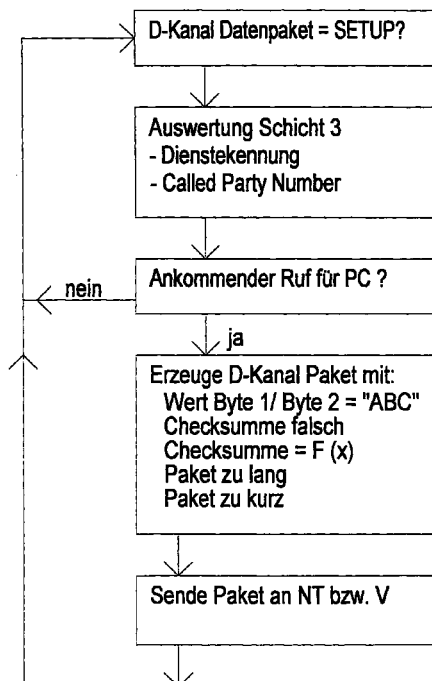 D-Kanal Datenpaket = SETUP?
Auswertung Schicht 3
- Dienstekennung
- Called Party Number
Ankommender Ruf für PC ?
nein
ja
Erzeuge D-Kanal Paket mit:
Wert Byte 1/ Byte 2 = "ABC"
Checksumme falsch
Checksumme = F (x)
Paket zu lang
Paket zu kurz
Sende Paket an NT bzw. V